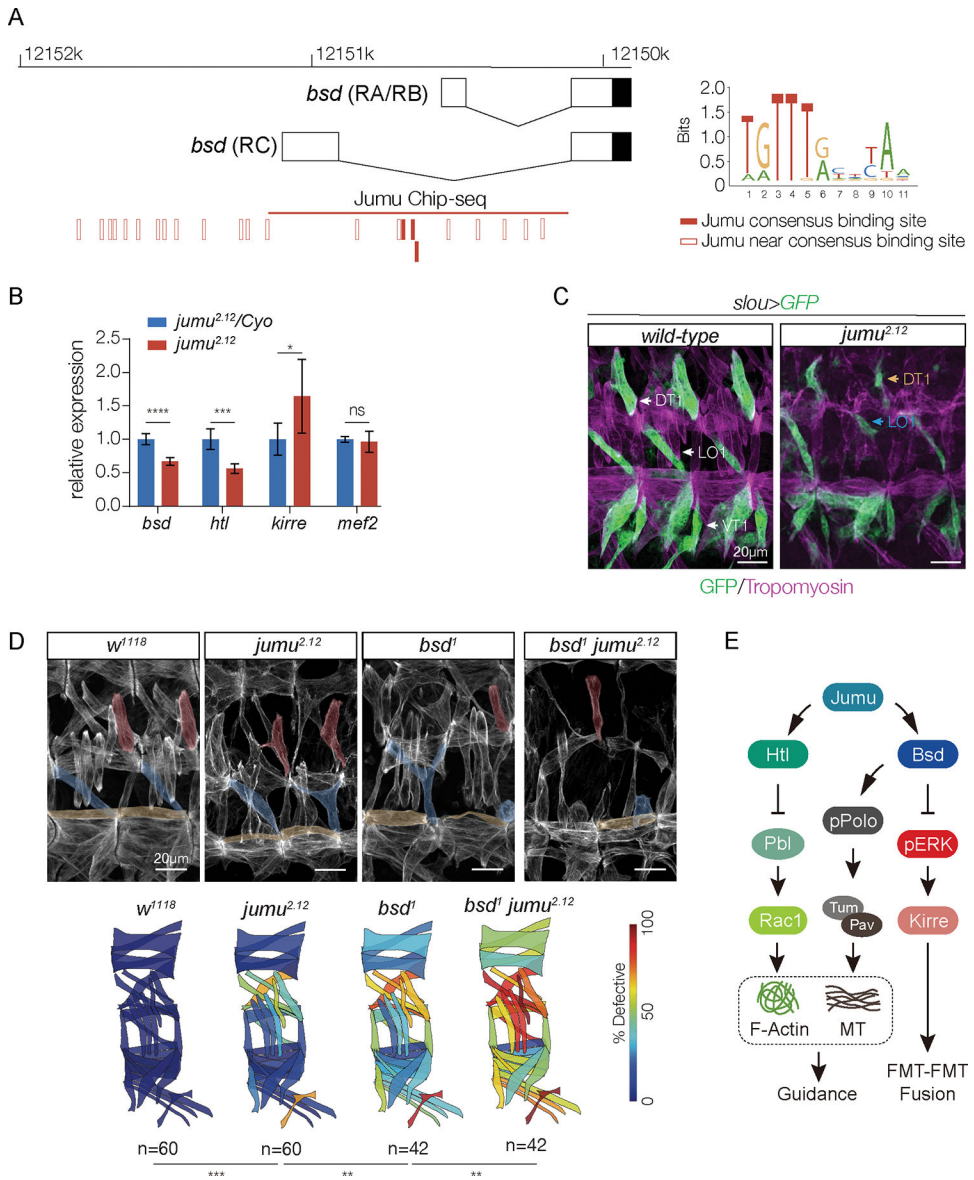 A
12152k 12151k 12150k
bsd (RA/RB)
bsd (RC)
Jumu Chip-seq
Bits
2.0
1.5
1.0
0.5
0
1 2 3 4 5 6 7 8 9 10 11
Jumu consensus binding site
Jumu near consensus binding site
B
jumu2.12/Cyo
jumu2.12
relative expression
2.5
2.0
1.5
1.0
0.5
0.0
**** *** * ns
bsd htl kirre mef2
C
slou>GFP
wild-type jumu2.12
DT1 DT1
LO1 LO1
VT1
20µm
GFP/Tropomyosin
D
w1118 jumu2.12 bsd1 bsd1 jumu2.12
20µm
w1118 jumu2.12 bsd1 bsd1 jumu2.12
100
50
0
% Defective
n=60 n=60 n=42 n=42
*** ** **
E
Jumu
Htl Bsd
pPolo
Pbl pERK
Rac1 Tum Pav Kirre
F-Actin MT
Guidance FMT-FMT Fusion